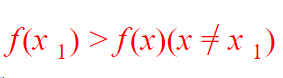 f(x ₁) > f(x)(x ≠ x ₁)